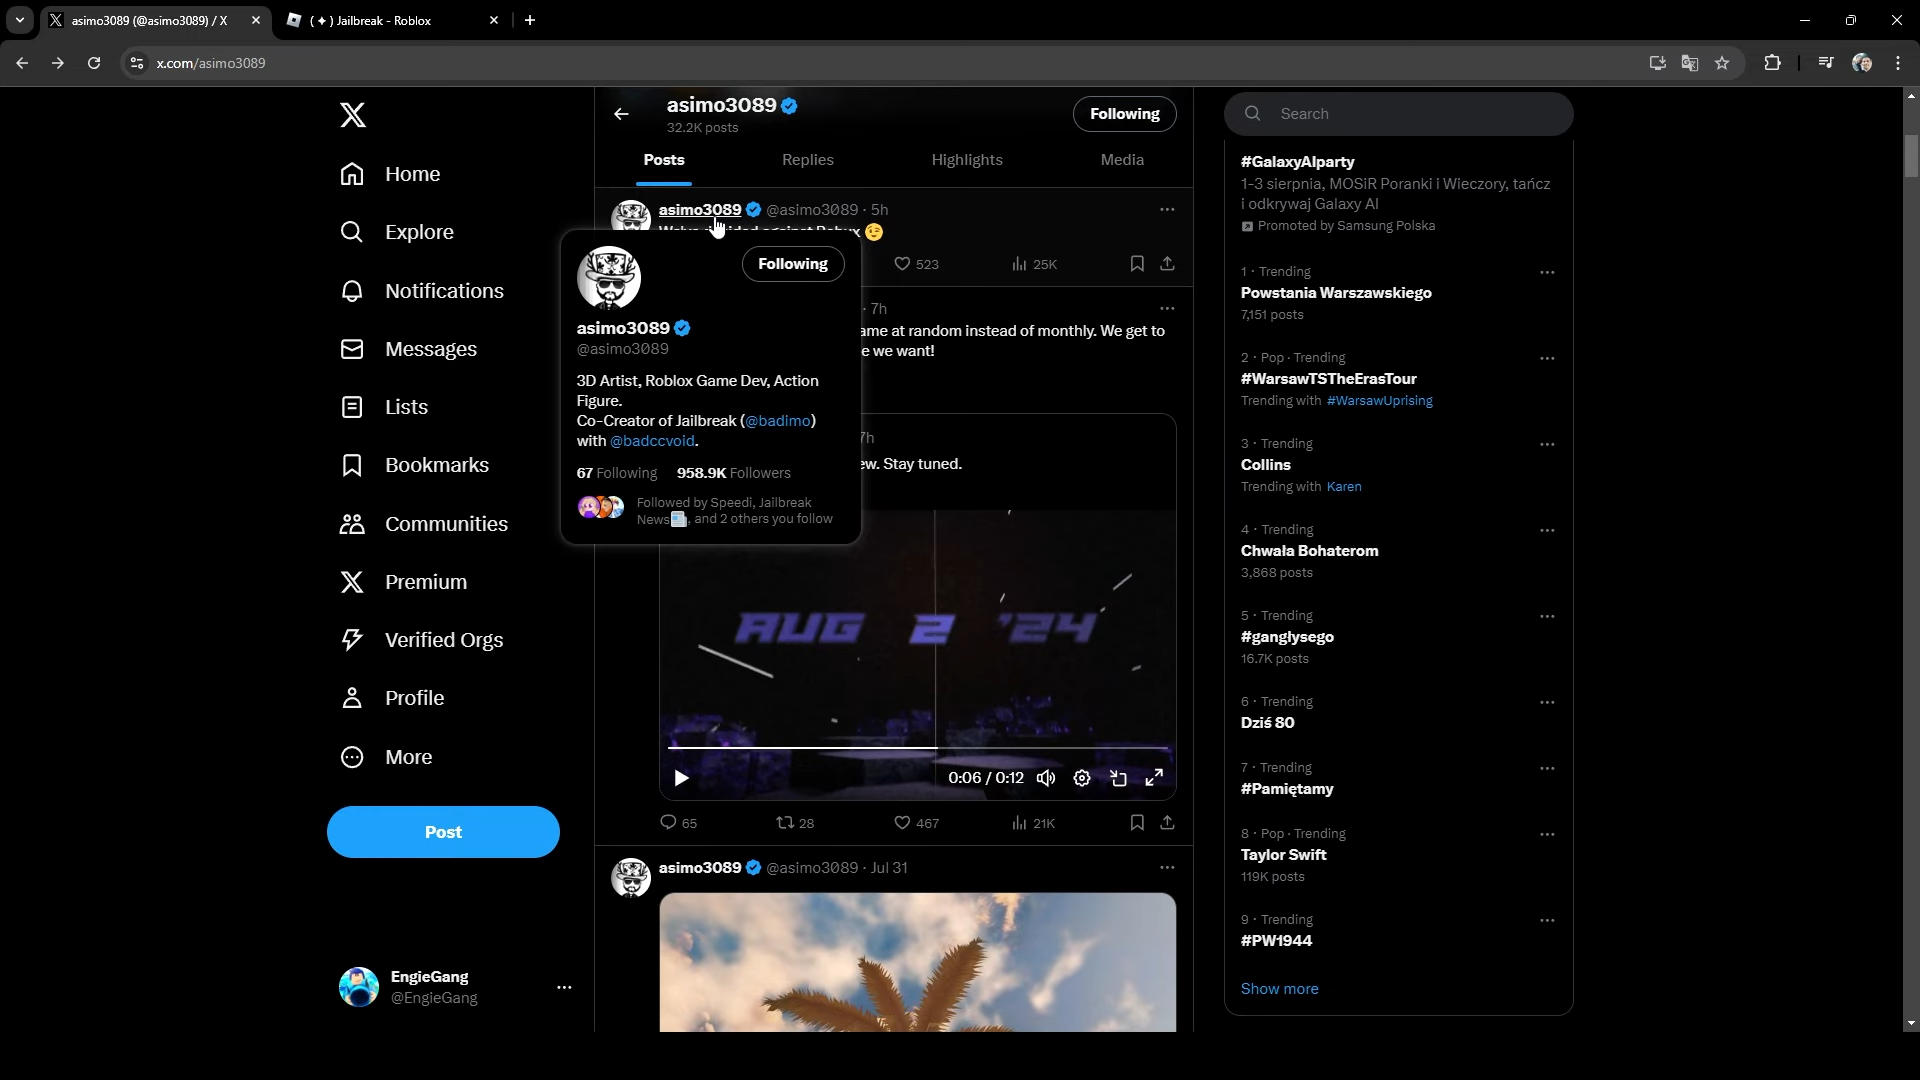 asimo3089 (@asimo3089) / X
( ✦ ) Jailbreak - Roblox
x.com/asimo3089
Home
Explore
Notifications
Messages
Lists
Bookmarks
Communities
Premium
Verified Orgs
Profile
More
Post
EngieGang
@EngieGang
asimo3089
32.2K posts
Following
Posts
Replies
Highlights
Media
asimo3089 @asimo3089 · 5h
😉
523
25K
asimo3089
@asimo3089
Following
3D Artist, Roblox Game Dev, Action
Figure.
Co-Creator of Jailbreak (@badimo)
with @badccvoid.
67 Following 958.9K Followers
Followed by Speedi, Jailbreak
News📰, and 2 others you follow
· 7h
ame at random instead of monthly. We get to
e we want!
7h
ew. Stay tuned.
AUG 2 '24
0:06 / 0:12
65
28
467
21K
asimo3089 @asimo3089 · Jul 31
Search
#GalaxyAIparty
1-3 sierpnia, MOSiR Poranki i Wieczory, tańcz
i odkrywaj Galaxy AI
Promoted by Samsung Polska
1 · Trending
Powstania Warszawskiego
7,151 posts
2 · Pop · Trending
#WarsawTSTheErasTour
Trending with #WarsawUprising
3 · Trending
Collins
Trending with Karen
4 · Trending
Chwała Bohaterom
3,868 posts
5 · Trending
#ganglysego
16.7K posts
6 · Trending
Dziś 80
7 · Trending
#Pamiętamy
8 · Pop · Trending
Taylor Swift
119K posts
9 · Trending
#PW1944
Show more